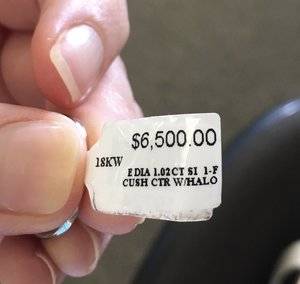 $6,500.00
18KW
E DIA 1.02CT SI 1-F
CUSH CTR W/HALO